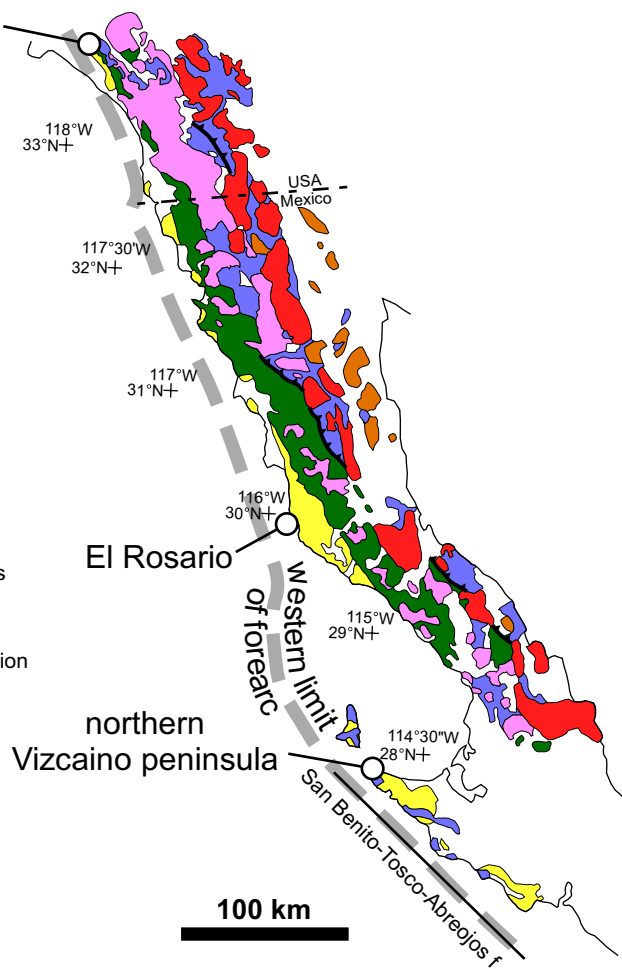 118°W
33°N
USA
Mexico
117°30'W
32°N
117°W
31°N
116°W
30°N
El Rosario
s
western limit
of forearc
115°W
29°N
ion
northern
Vizcaino peninsula
114°30"W
28°N
San Benito-Tosco-Abreojos f
100 km